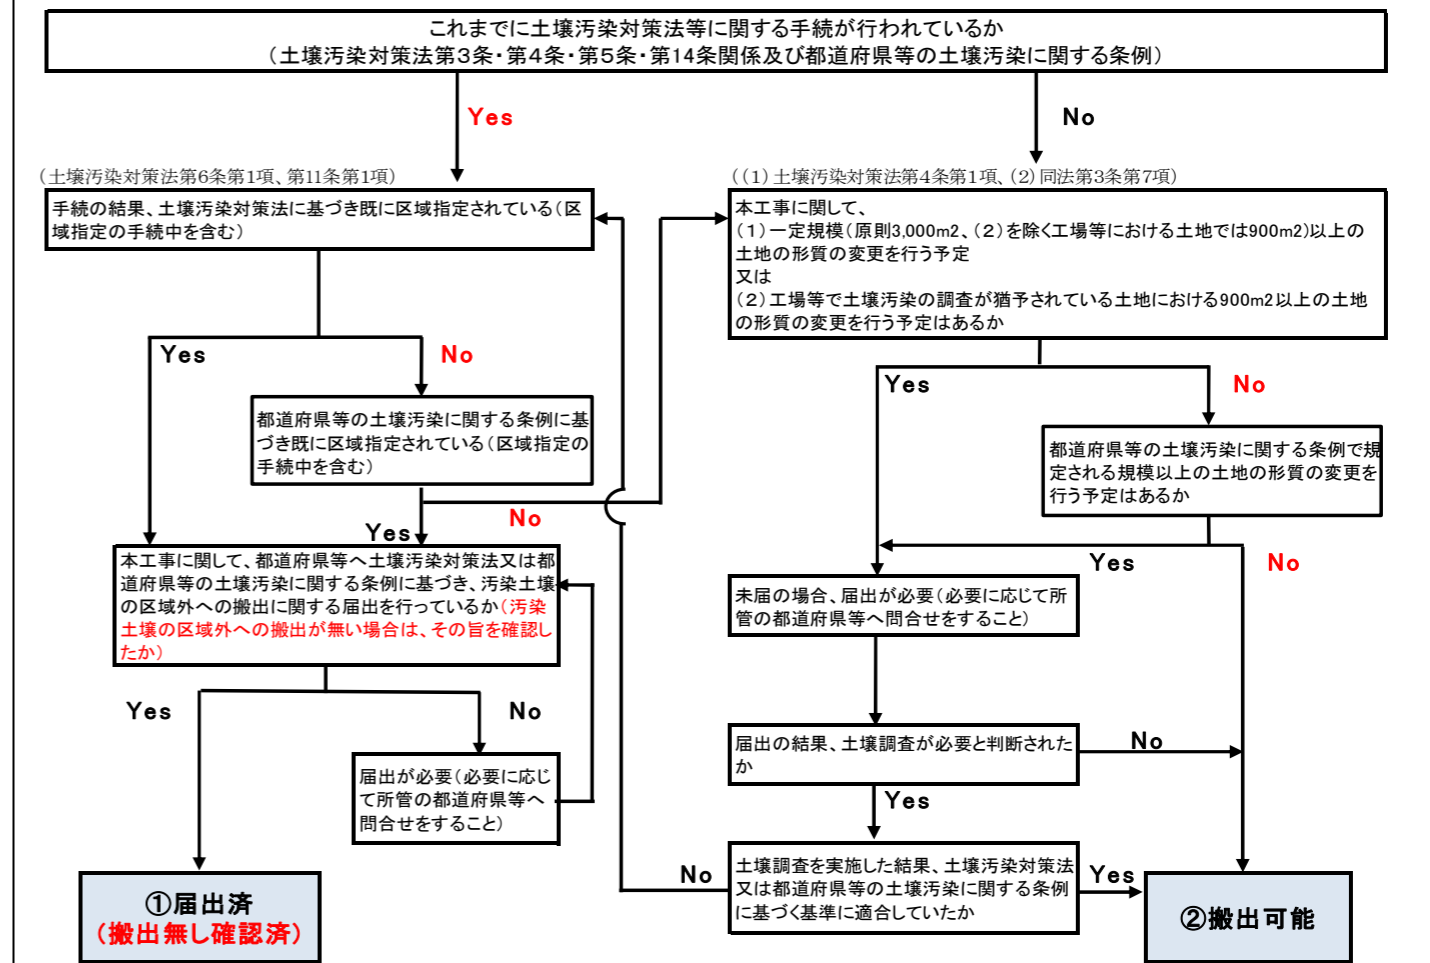 これまでに土壌汚染対策法等に関する手続が行われているか
（土壌汚染対策法第３条・第４条・第５条・第14条関係及び都道府県等の土壌汚染に関する条例）
Yes
No
（土壌汚染対策法第6条第1項、第11条第1項）
手続の結果、土壌汚染対策法に基づき既に区域指定されている（区
域指定の手続中を含む）
（（1）土壌汚染対策法第4条第1項、（2）同法第3条第7項）
本工事に関して、
（１）一定規模（原則3,000m2、（２）を除く工場等における土地では900m2）以上の
土地の形質の変更を行う予定
又は
（２）工場等で土壌汚染の調査が猶予されている土地における900m2以上の土地
の形質の変更を行う予定はあるか
Yes
No
Yes
No
都道府県等の土壌汚染に関する条例に基
づき既に区域指定されている（区域指定の
手続中を含む）
都道府県等の土壌汚染に関する条例で規
定される規模以上の土地の形質の変更を
行う予定はあるか
Yes
No
Yes
No
本工事に関して、都道府県等へ土壌汚染対策法又は都
道府県等の土壌汚染に関する条例に基づき、汚染土壌
の区域外への搬出に関する届出を行っているか（汚染
土壌の区域外への搬出が無い場合は、その旨を確認し
たか）
未届の場合、届出が必要（必要に応じて所
管の都道府県等へ問合せをすること）
Yes
No
届出が必要（必要に応じ
て所管の都道府県等へ
問合せをすること）
届出の結果、土壌調査が必要と判断された
か
No
Yes
土壌調査を実施した結果、土壌汚染対策法
又は都道府県等の土壌汚染に関する条例
に基づく基準に適合していたか
No
Yes
①届出済
（搬出無し確認済）
②搬出可能